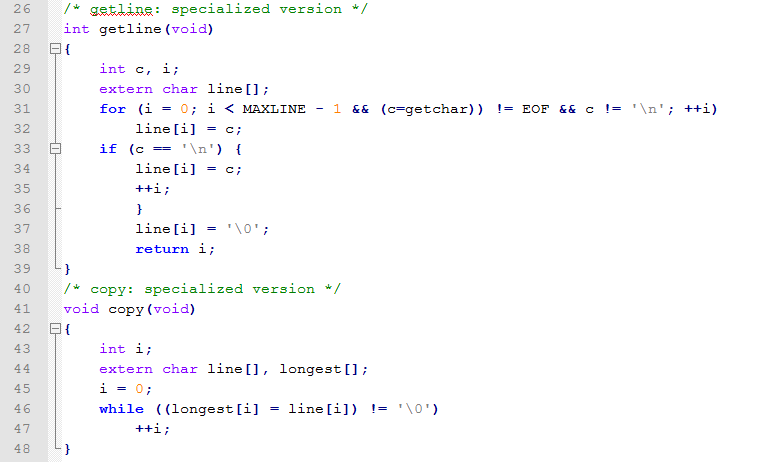 26 /* getline: specialized version */
27 int getline(void)
28 {
29 int c, i;
30 extern char line[];
31 for (i = 0; i < MAXLINE - 1 && (c=getchar)) != EOF && c != '\n'; ++i)
32 line[i] = c;
33 if (c == '\n') {
34 line[i] = c;
35 ++i;
36 }
37 line[i] = '\0';
38 return i;
39 }
40 /* copy: specialized version */
41 void copy(void)
42 {
43 int i;
44 extern char line[], longest[];
45 i = 0;
46 while ((longest[i] = line[i]) != '\0')
47 ++i;
48 }